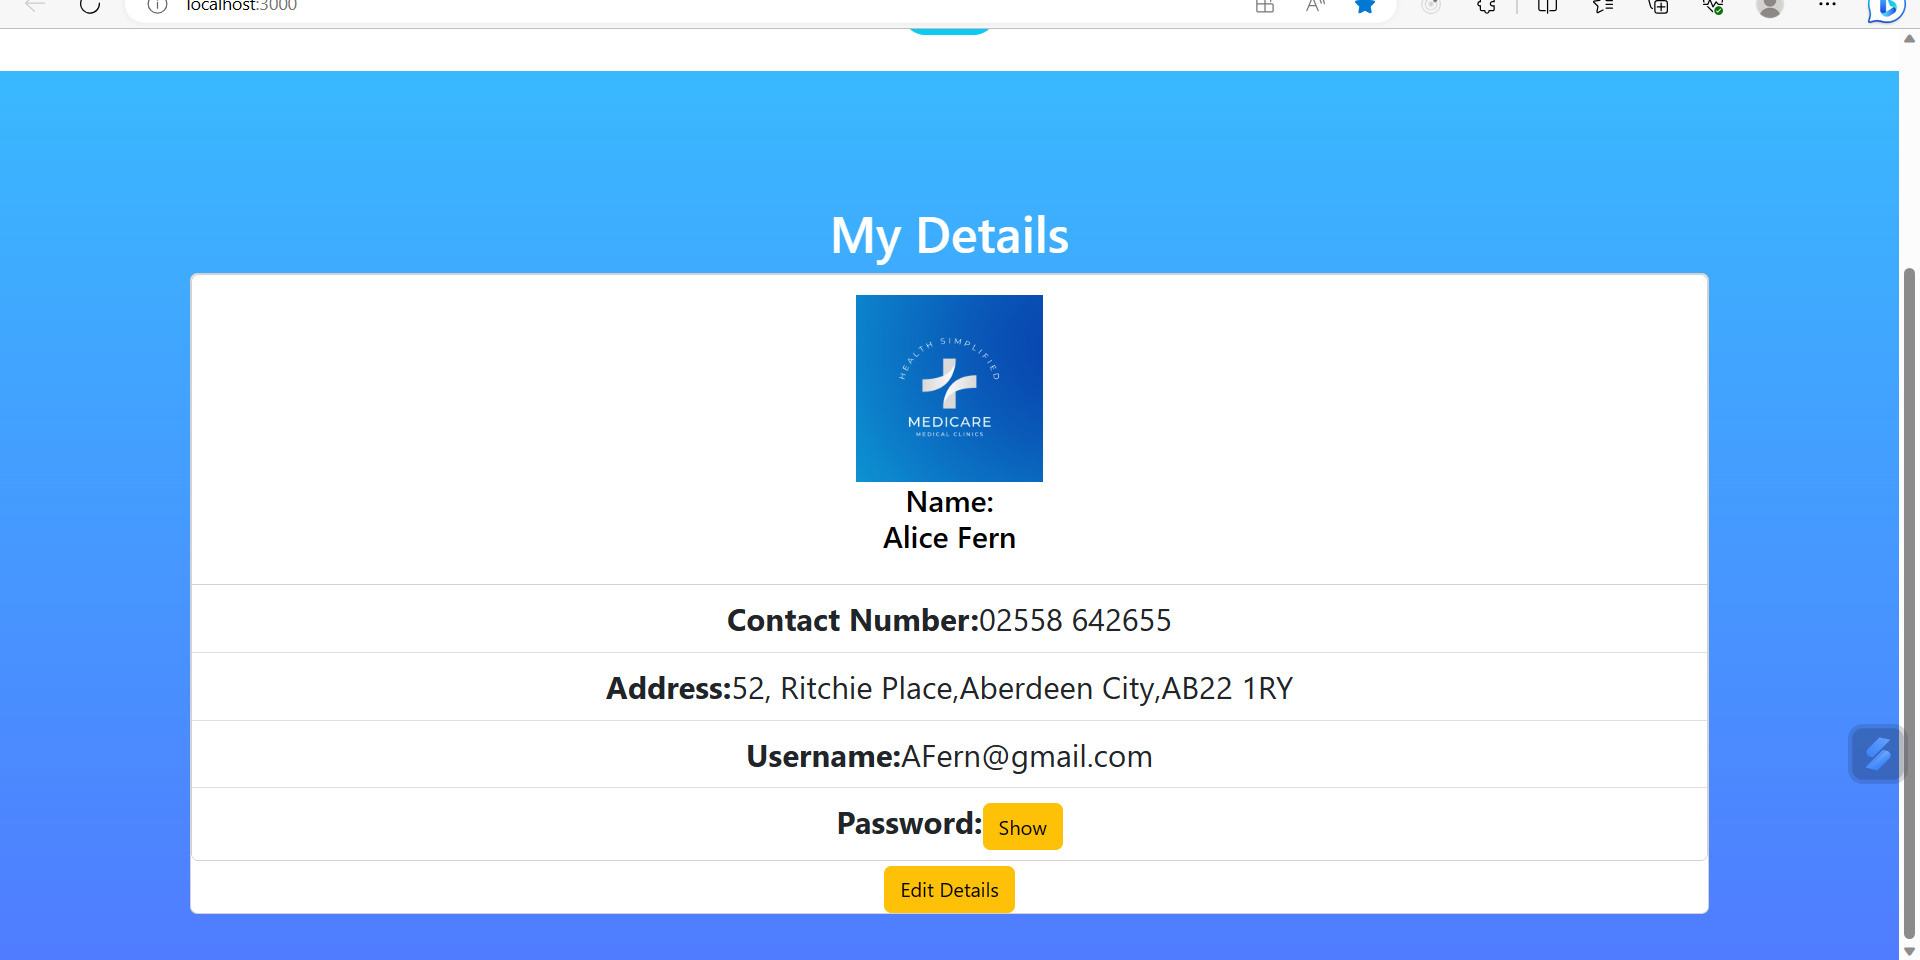 localhost:3000
My Details
HEALTH SIMPLIFIED
MEDICARE
MEDICAL CLINICS
Name:
Alice Fern
Contact Number:02558 642655
Address:52, Ritchie Place,Aberdeen City,AB22 1RY
Username:AFern@gmail.com
Password: Show
Edit Details